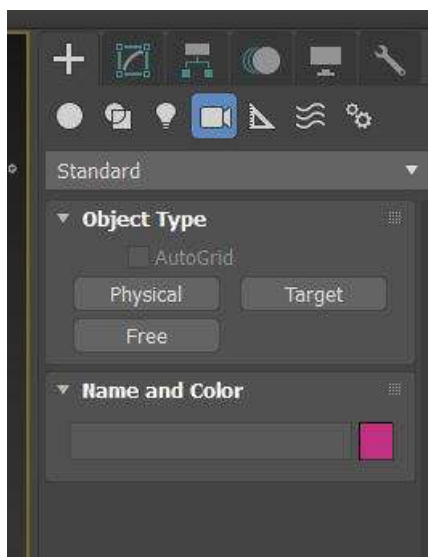 Standard
Object Type
AutoGrid
Physical Target
Free
Name and Color